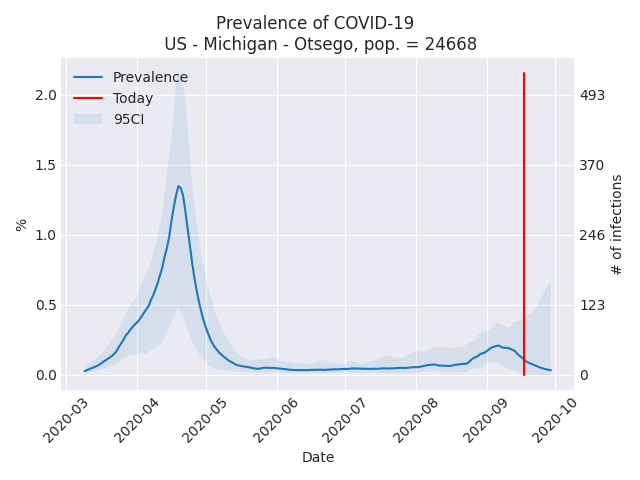 Prevalence of COVID-19
US - Michigan - Otsego, pop. = 24668
Prevalence
Today
95CI
2.0
1.5
1.0
0.5
0.0
%
493
370
246
123
0
# of infections
2020-03
2020-04
2020-05
2020-06
2020-07
2020-08
2020-09
2020-10
Date